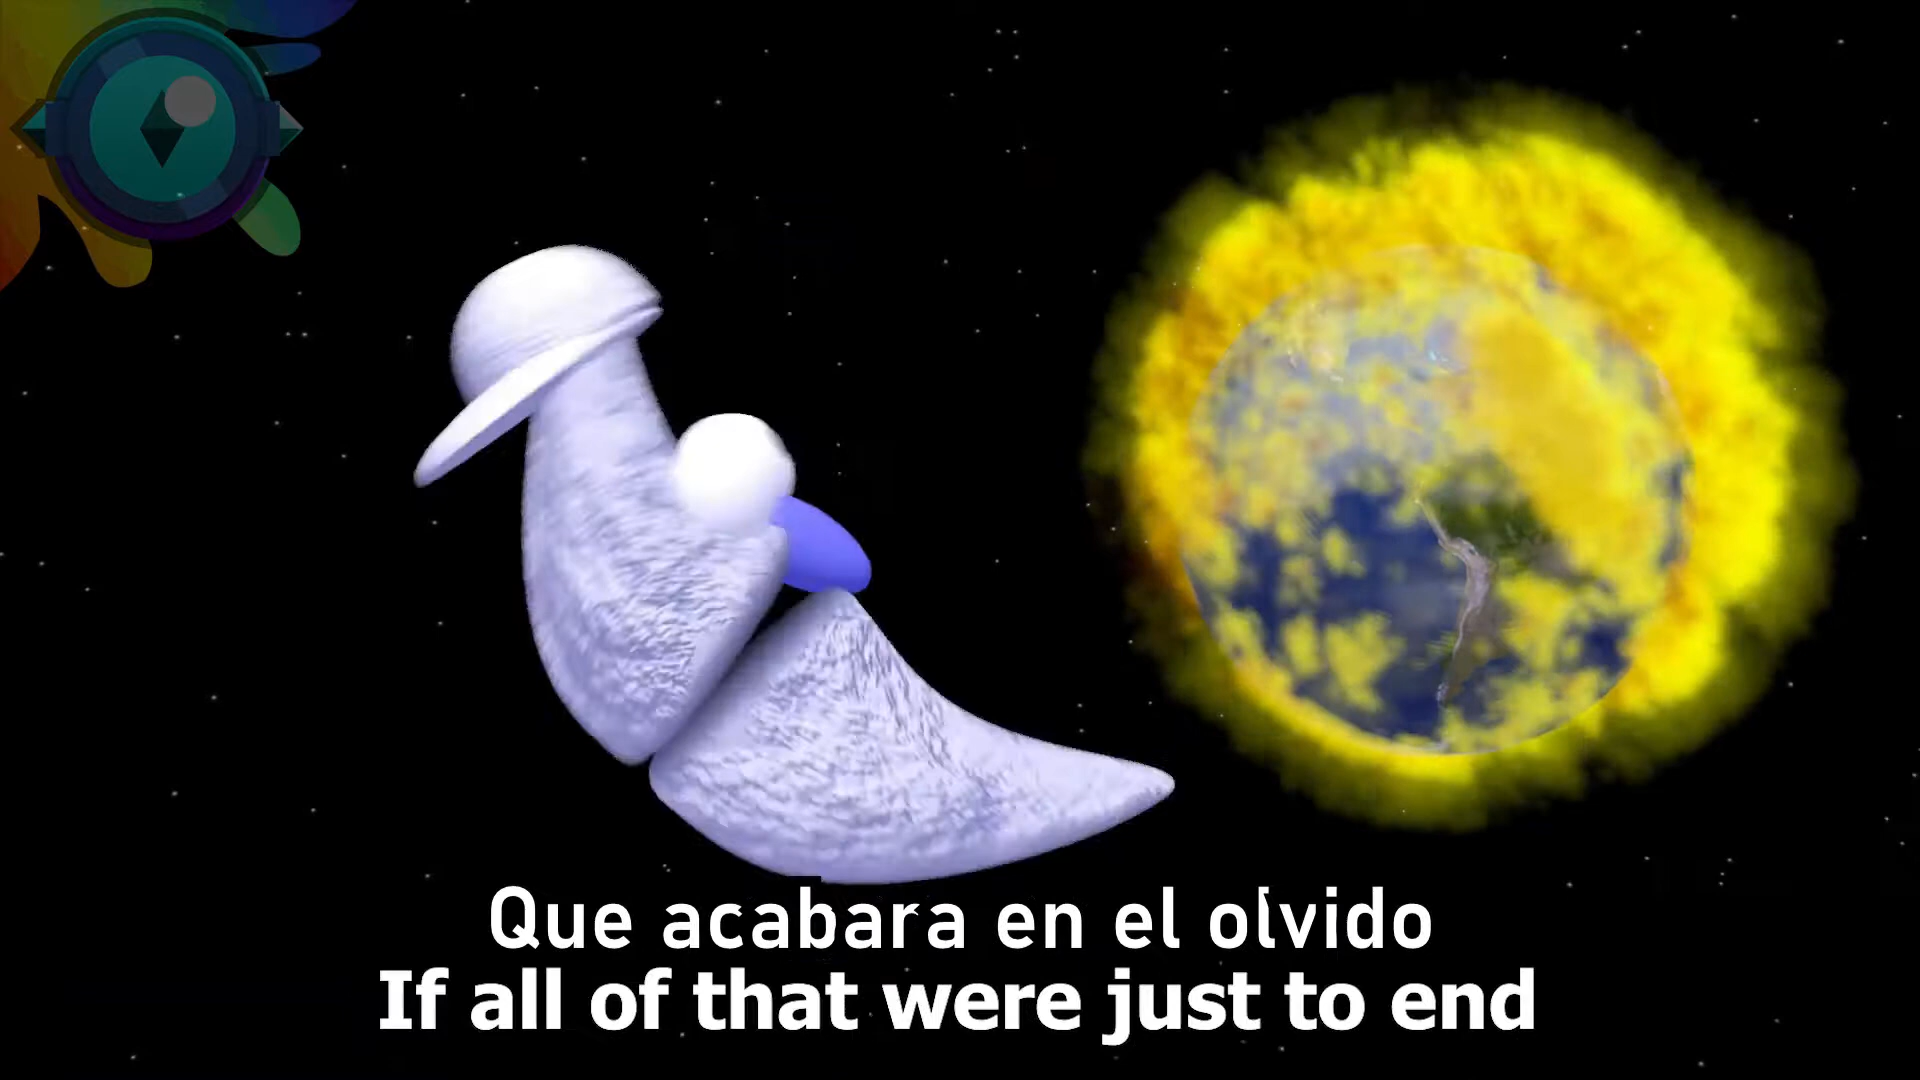 Que acabara en el olvido
If all of that were just to end